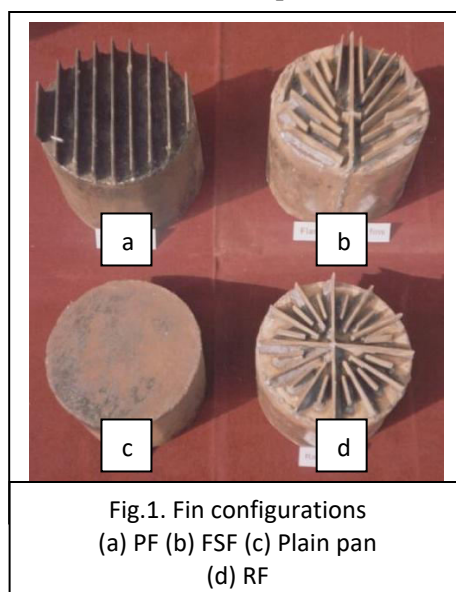 a
b
c
d
Fig.1. Fin configurations
(a) PF (b) FSF (c) Plain pan
(d) RF